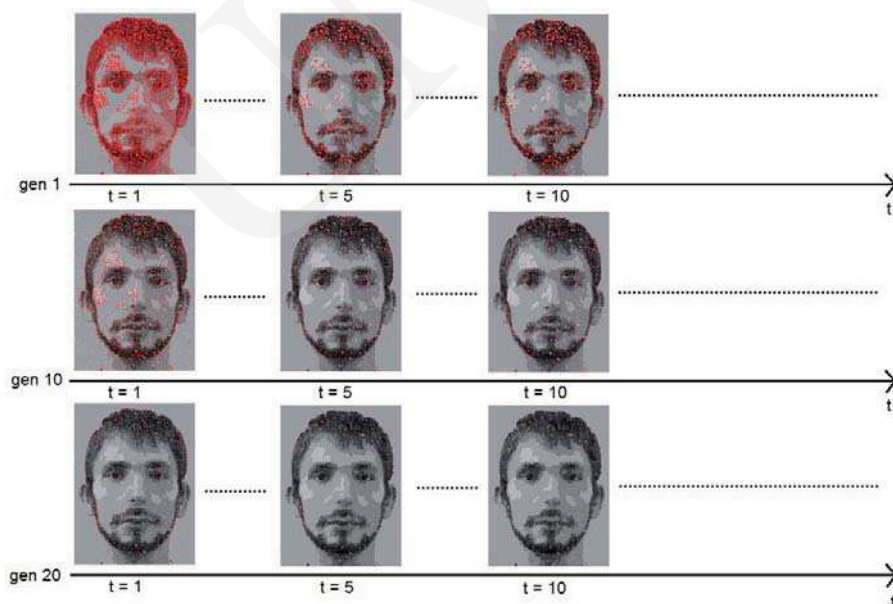 gen 1
t = 1
t = 5
t = 10
t
gen 10
t = 1
t = 5
t = 10
t
gen 20
t = 1
t = 5
t = 10